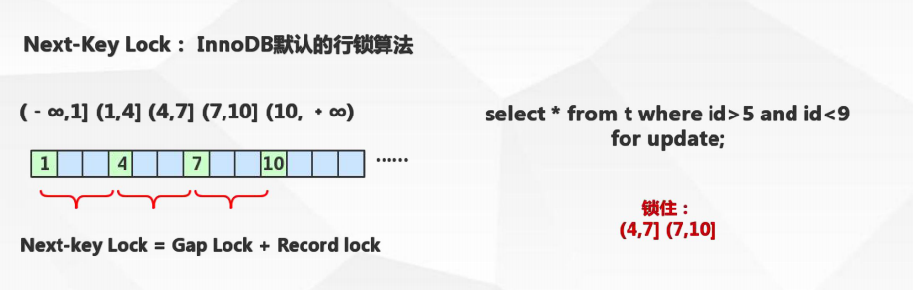 Next-Key Lock： InnoDB默认的行锁算法
(－∞,1] (1,4] (4,7] (7,10] (10, ＋∞)
1 4 7 10 ……
Next-key Lock = Gap Lock + Record lock
select * from t where id>5 and id<9
for update;
锁住：
(4,7] (7,10]